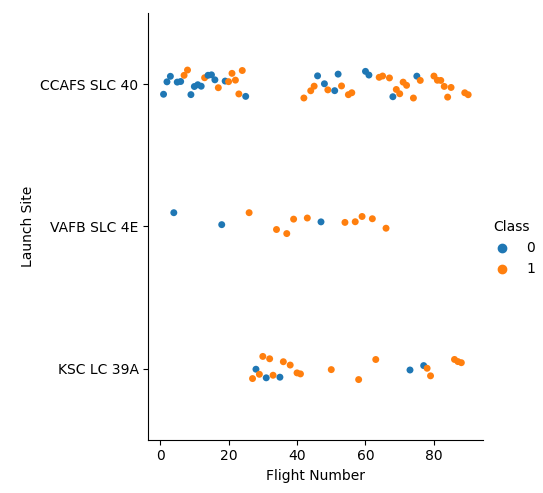 CCAFS SLC 40
VAFB SLC 4E
KSC LC 39A
Launch Site
0
20
40
60
80
Flight Number
Class
0
1